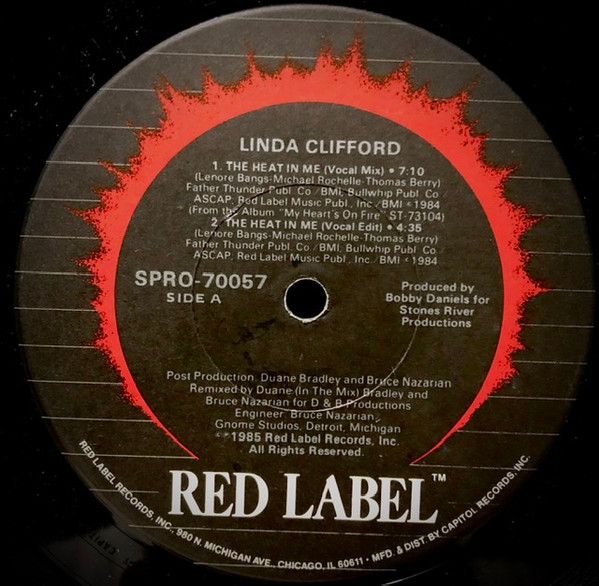 LINDA CLIFFORD
1. THE HEAT IN ME (Vocal Mix) • 7:10
(Lenore Bangs-Michael Rochelle-Thomas Berry)
Father Thunder Publ. Co./BMI, Bullwhip Publ. Co.
ASCAP, Red Label Music Publ., Inc./BMI ℗1984
(From the Album "My Heart's On Fire" ST-73104)
2. THE HEAT IN ME (Vocal Edit) • 4:35
(Lenore Bangs-Michael Rochelle-Thomas Berry)
Father Thunder Publ. Co./BMI, Bullwhip Publ. Co.
ASCAP, Red Label Music Publ., Inc./BMI ℗1984
SPRO-70057
SIDE A
Produced by
Bobby Daniels for
Stones River
Productions
Post Production: Duane Bradley and Bruce Nazarian
Remixed by Duane (In The Mix) Bradley and
Bruce Nazarian for D & B Productions
Engineer: Bruce Nazarian,
Gnome Studios, Detroit, Michigan
©℗1985 Red Label Records, Inc.
All Rights Reserved.
RED LABEL™
RED LABEL RECORDS, INC., 980 N. MICHIGAN AVE., CHICAGO, IL 60611 • MFD. & DIST BY CAPITOL RECORDS, INC.